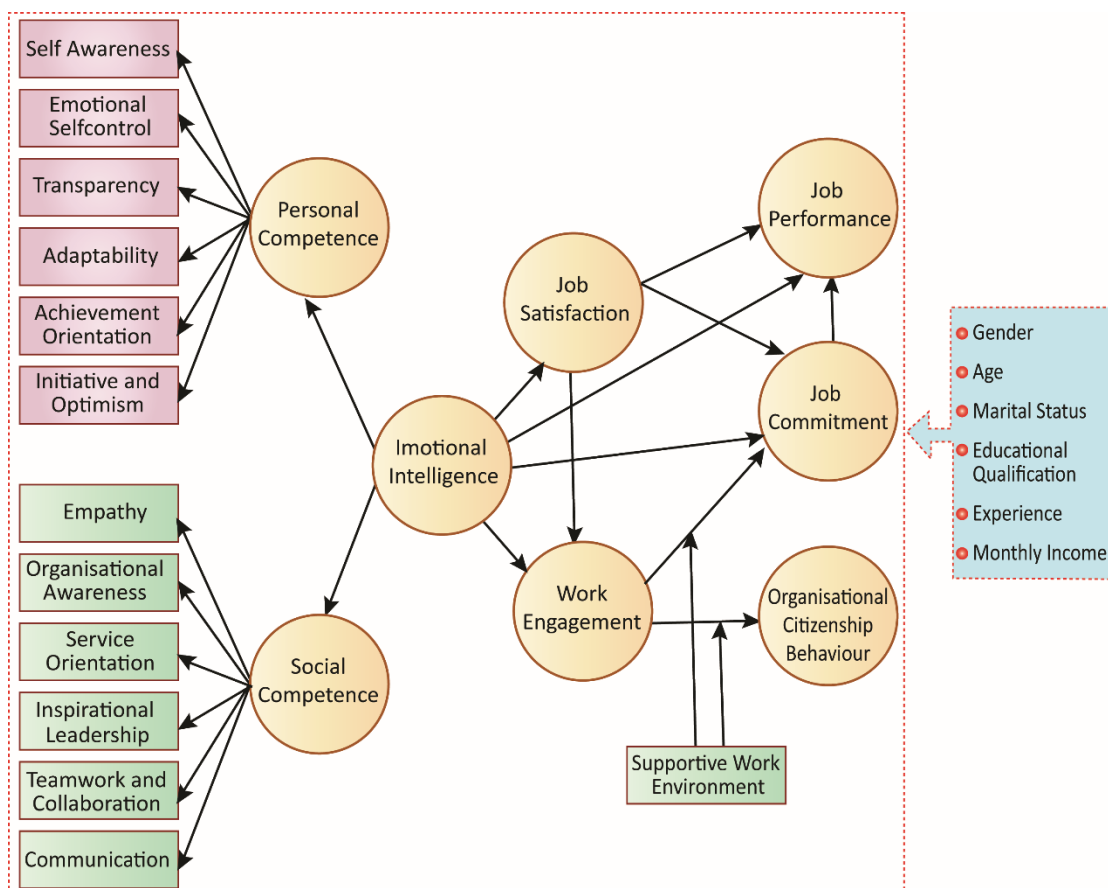 Self Awareness
Emotional
Selfcontrol
Transparency
Adaptability
Achievement
Orientation
Initiative and
Optimism
Personal
Competence
Job
Performance
Job
Satisfaction
Job
Commitment
Imotional
Intelligence
Gender
Age
Marital Status
Educational
Qualification
Experience
Monthly Income
Empathy
Organisational
Awareness
Service
Orientation
Inspirational
Leadership
Teamwork and
Collaboration
Communication
Social
Competence
Work
Engagement
Organisational
Citizenship
Behaviour
Supportive Work
Environment